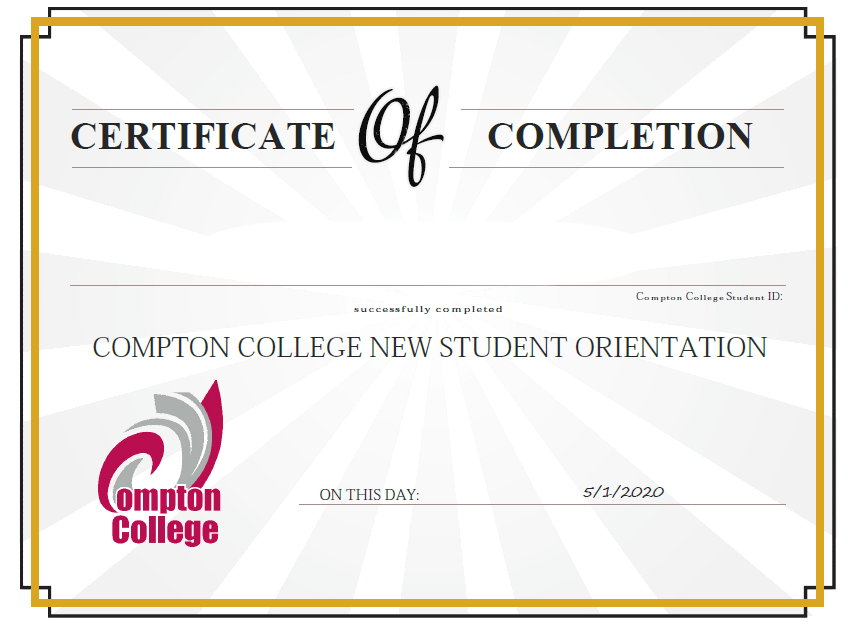 CERTIFICATE Of COMPLETION
Compton College Student ID:
successfully completed
COMPTON COLLEGE NEW STUDENT ORIENTATION
Compton
College
ON THIS DAY: 5/1/2020